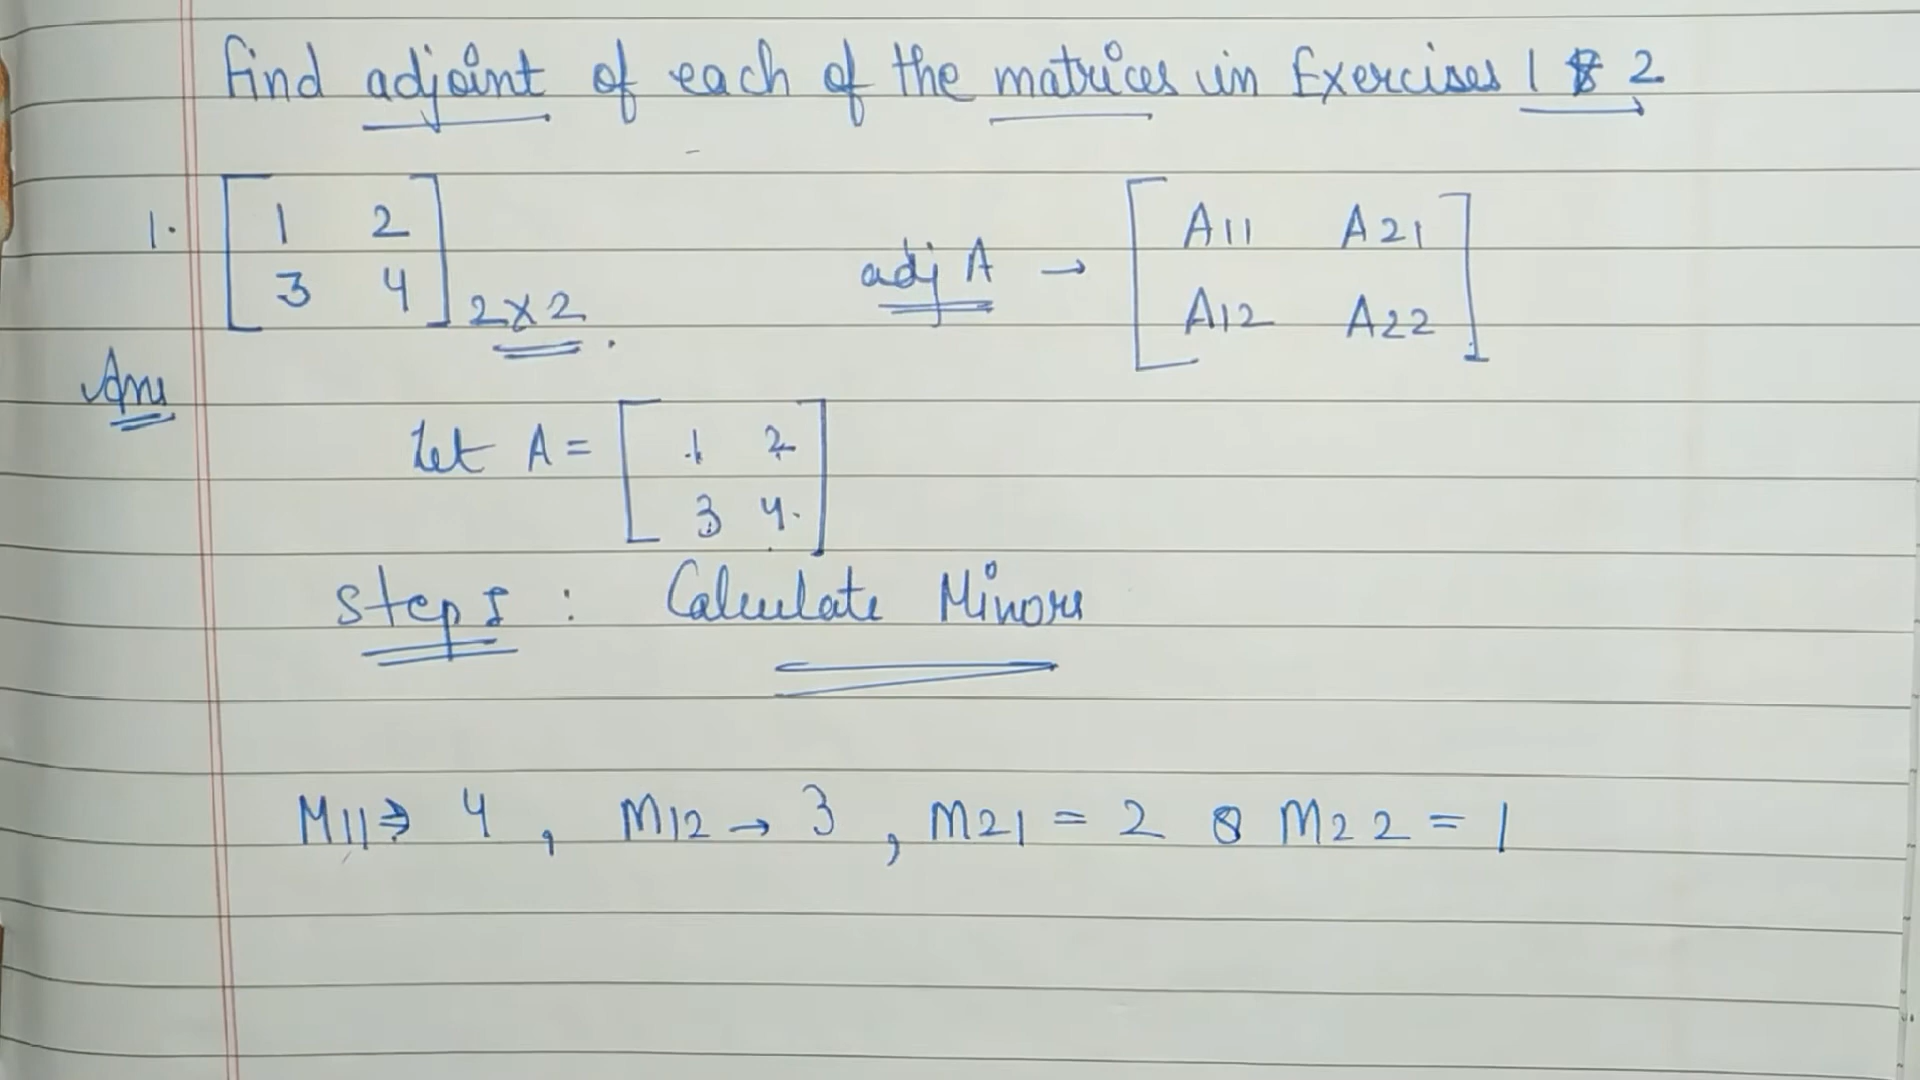 Find adjoint of each of the matrices in Exercises 1 & 2
1. [ 1 2
3 4 ] 2×2 .
adj A → [ A11 A21
A12 A22 ]
Ans
Let A = [ 1 2
3 4. ]
Steps : Calculate Minors
M11 ⇒ 4 , M12 → 3 , M21 = 2 & M22 = 1